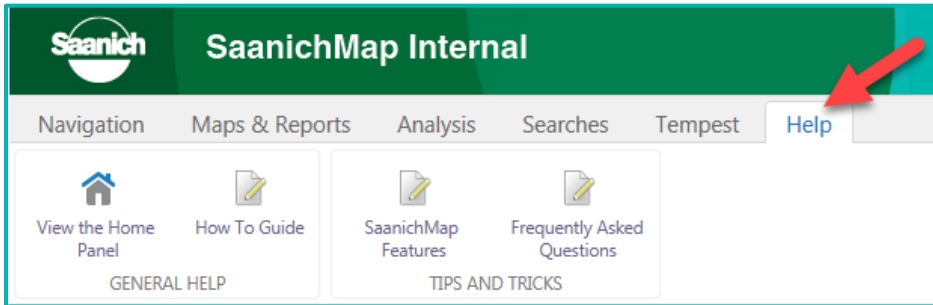 Saanich
SaanichMap Internal
Navigation Maps & Reports Analysis Searches Tempest Help
View the Home
Panel
How To Guide
SaanichMap
Features
Frequently Asked
Questions
GENERAL HELP
TIPS AND TRICKS